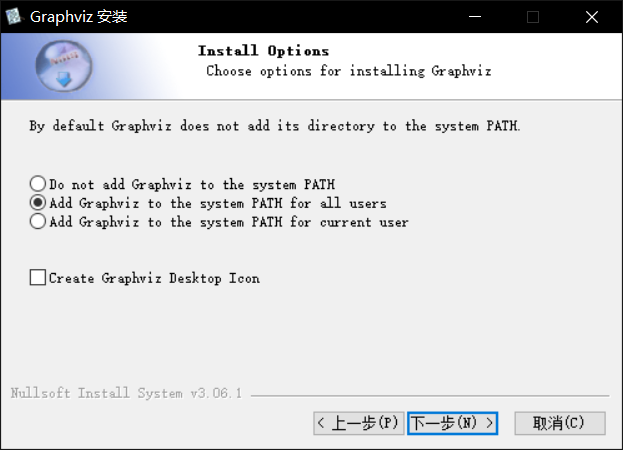 Graphviz 安装
Install Options
Choose options for installing Graphviz
By default Graphviz does not add its directory to the system PATH.
Do not add Graphviz to the system PATH
Add Graphviz to the system PATH for all users
Add Graphviz to the system PATH for current user
Create Graphviz Desktop Icon
Nullsoft Install System v3.06.1
< 上一步(P) 下一步(N) > 取消(C)